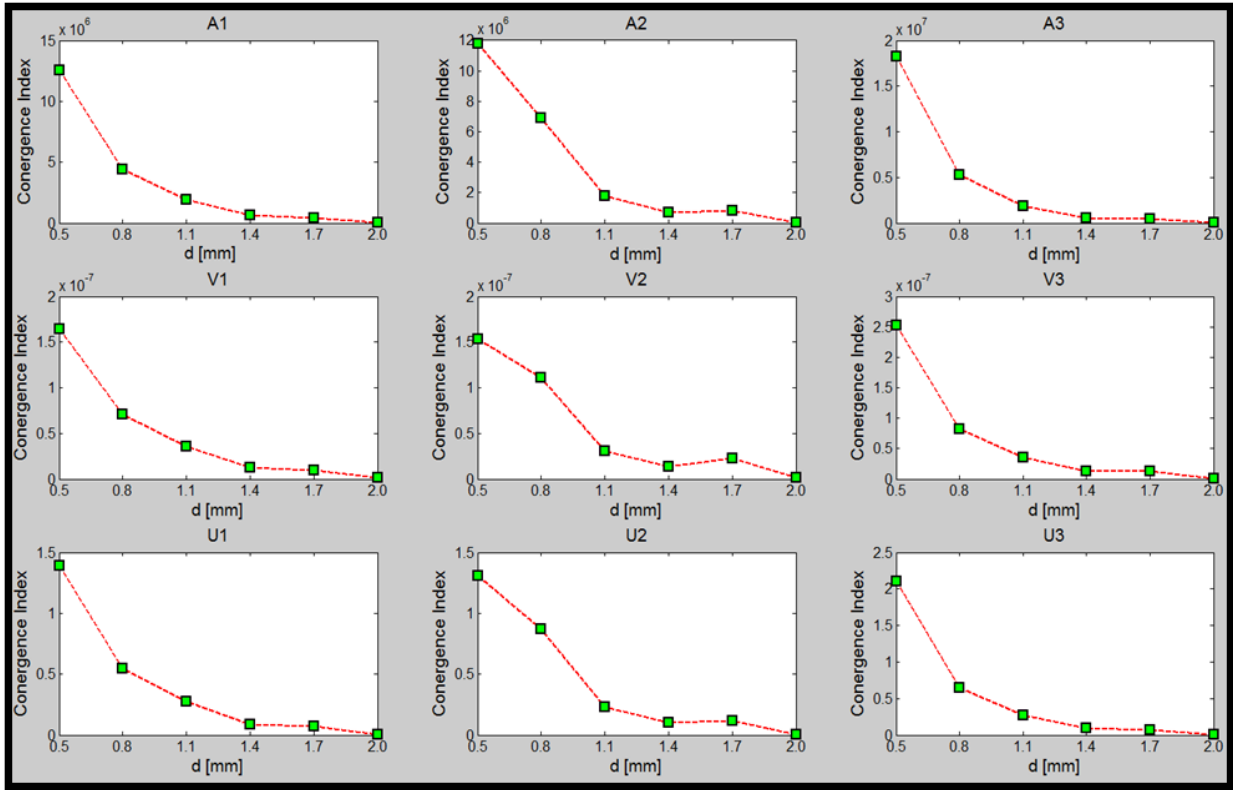 A1
x 10^6
Conergence Index
15
10
5
0
0.5 0.8 1.1 1.4 1.7 2.0
d [mm]
A2
x 10^6
Conergence Index
12
10
8
6
4
2
0
0.5 0.8 1.1 1.4 1.7 2.0
d [mm]
A3
x 10^7
Conergence Index
2
1.5
1
0.5
0
0.5 0.8 1.1 1.4 1.7 2.0
d [mm]
V1
x 10^-7
Conergence Index
2
1.5
1
0.5
0
0.5 0.8 1.1 1.4 1.7 2.0
d [mm]
V2
x 10^-7
Conergence Index
2
1.5
1
0.5
0
0.5 0.8 1.1 1.4 1.7 2.0
d [mm]
V3
x 10^-7
Conergence Index
3
2.5
2
1.5
1
0.5
0
0.5 0.8 1.1 1.4 1.7 2.0
d [mm]
U1
Conergence Index
1.5
1
0.5
0
0.5 0.8 1.1 1.4 1.7 2.0
d [mm]
U2
Conergence Index
1.5
1
0.5
0
0.5 0.8 1.1 1.4 1.7 2.0
d [mm]
U3
Conergence Index
2.5
2
1.5
1
0.5
0
0.5 0.8 1.1 1.4 1.7 2.0
d [mm]